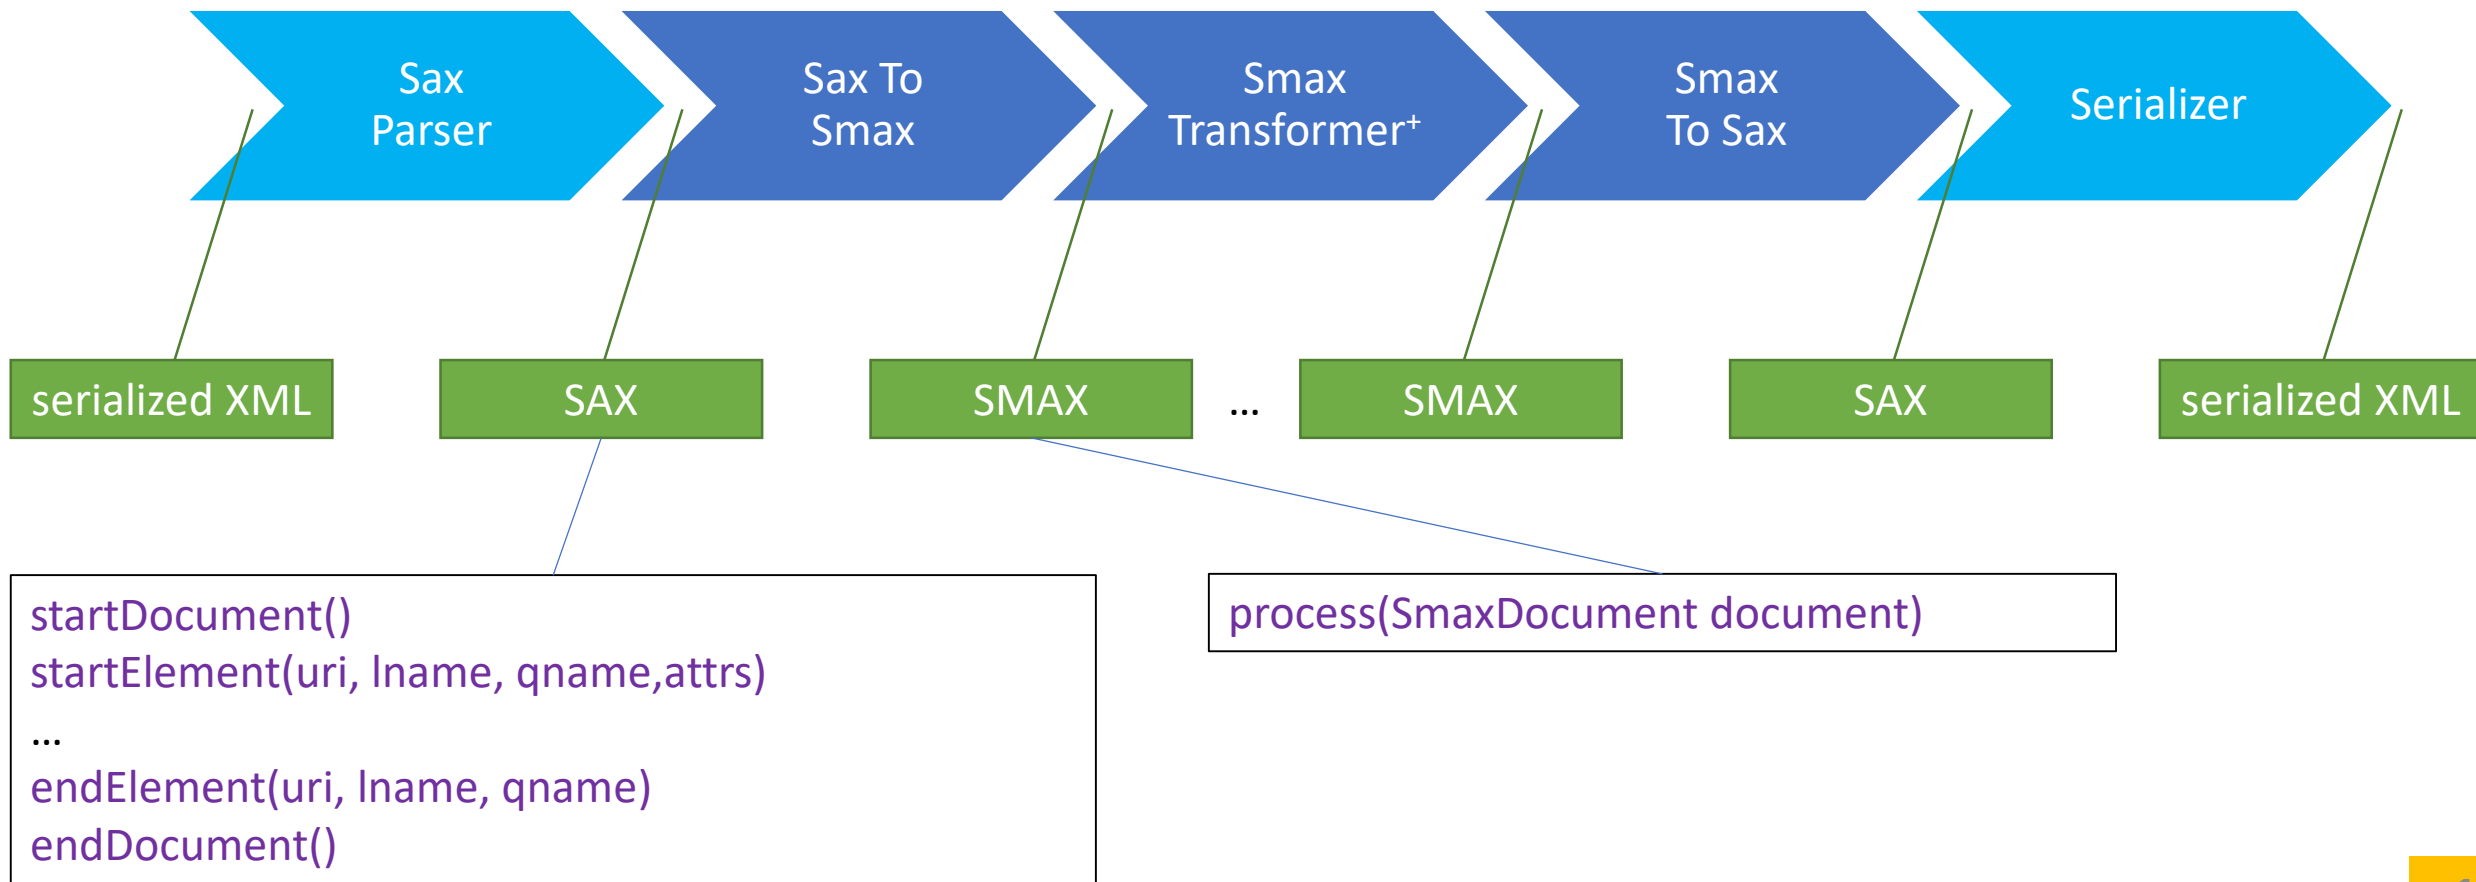 Sax
Parser
Sax To
Smax
Smax
Transformer⁺
Smax
To Sax
Serializer
serialized XML
SAX
SMAX
...
SMAX
SAX
serialized XML
startDocument()
startElement(uri, lname, qname,attrs)
...
endElement(uri, lname, qname)
endDocument()
process(SmaxDocument document)